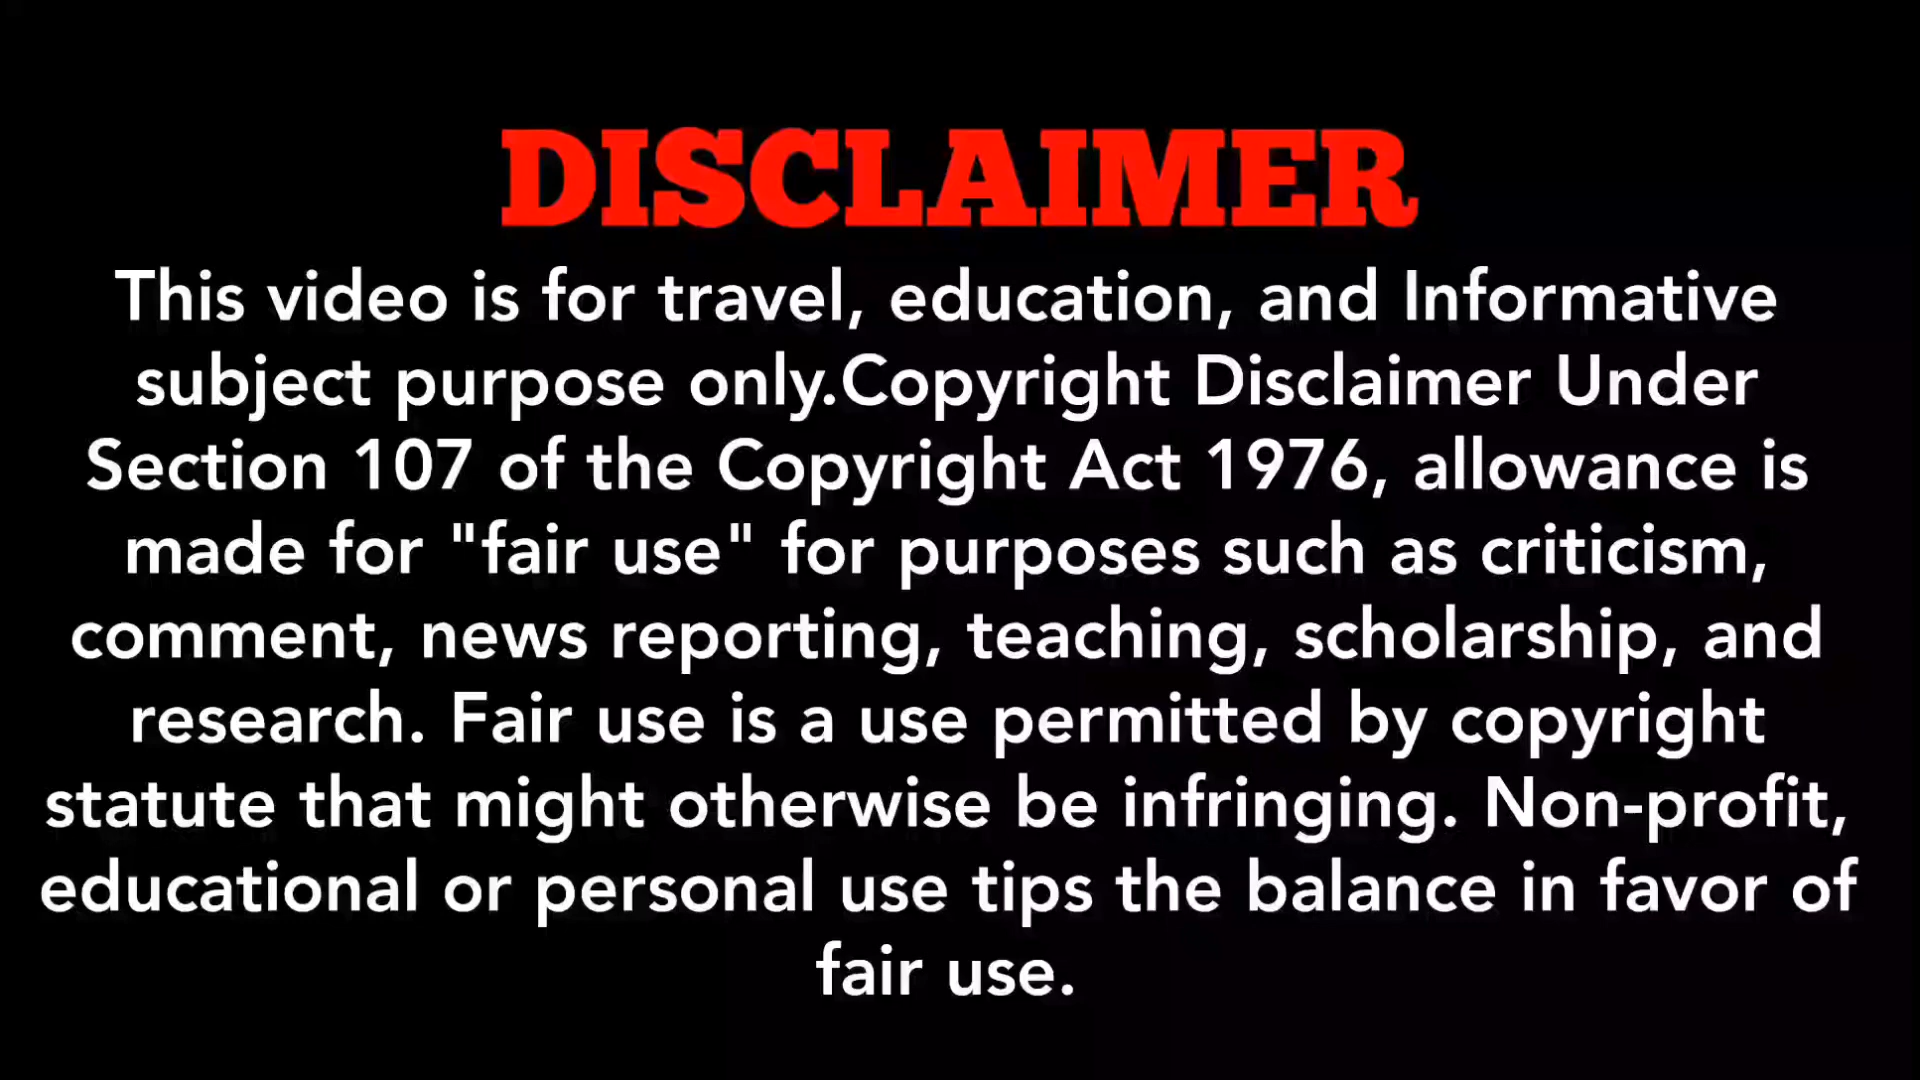 DISCLAIMER
This video is for travel, education, and Informative
subject purpose only.Copyright Disclaimer Under
Section 107 of the Copyright Act 1976, allowance is
made for "fair use" for purposes such as criticism,
comment, news reporting, teaching, scholarship, and
research. Fair use is a use permitted by copyright
statute that might otherwise be infringing. Non-profit,
educational or personal use tips the balance in favor of
fair use.